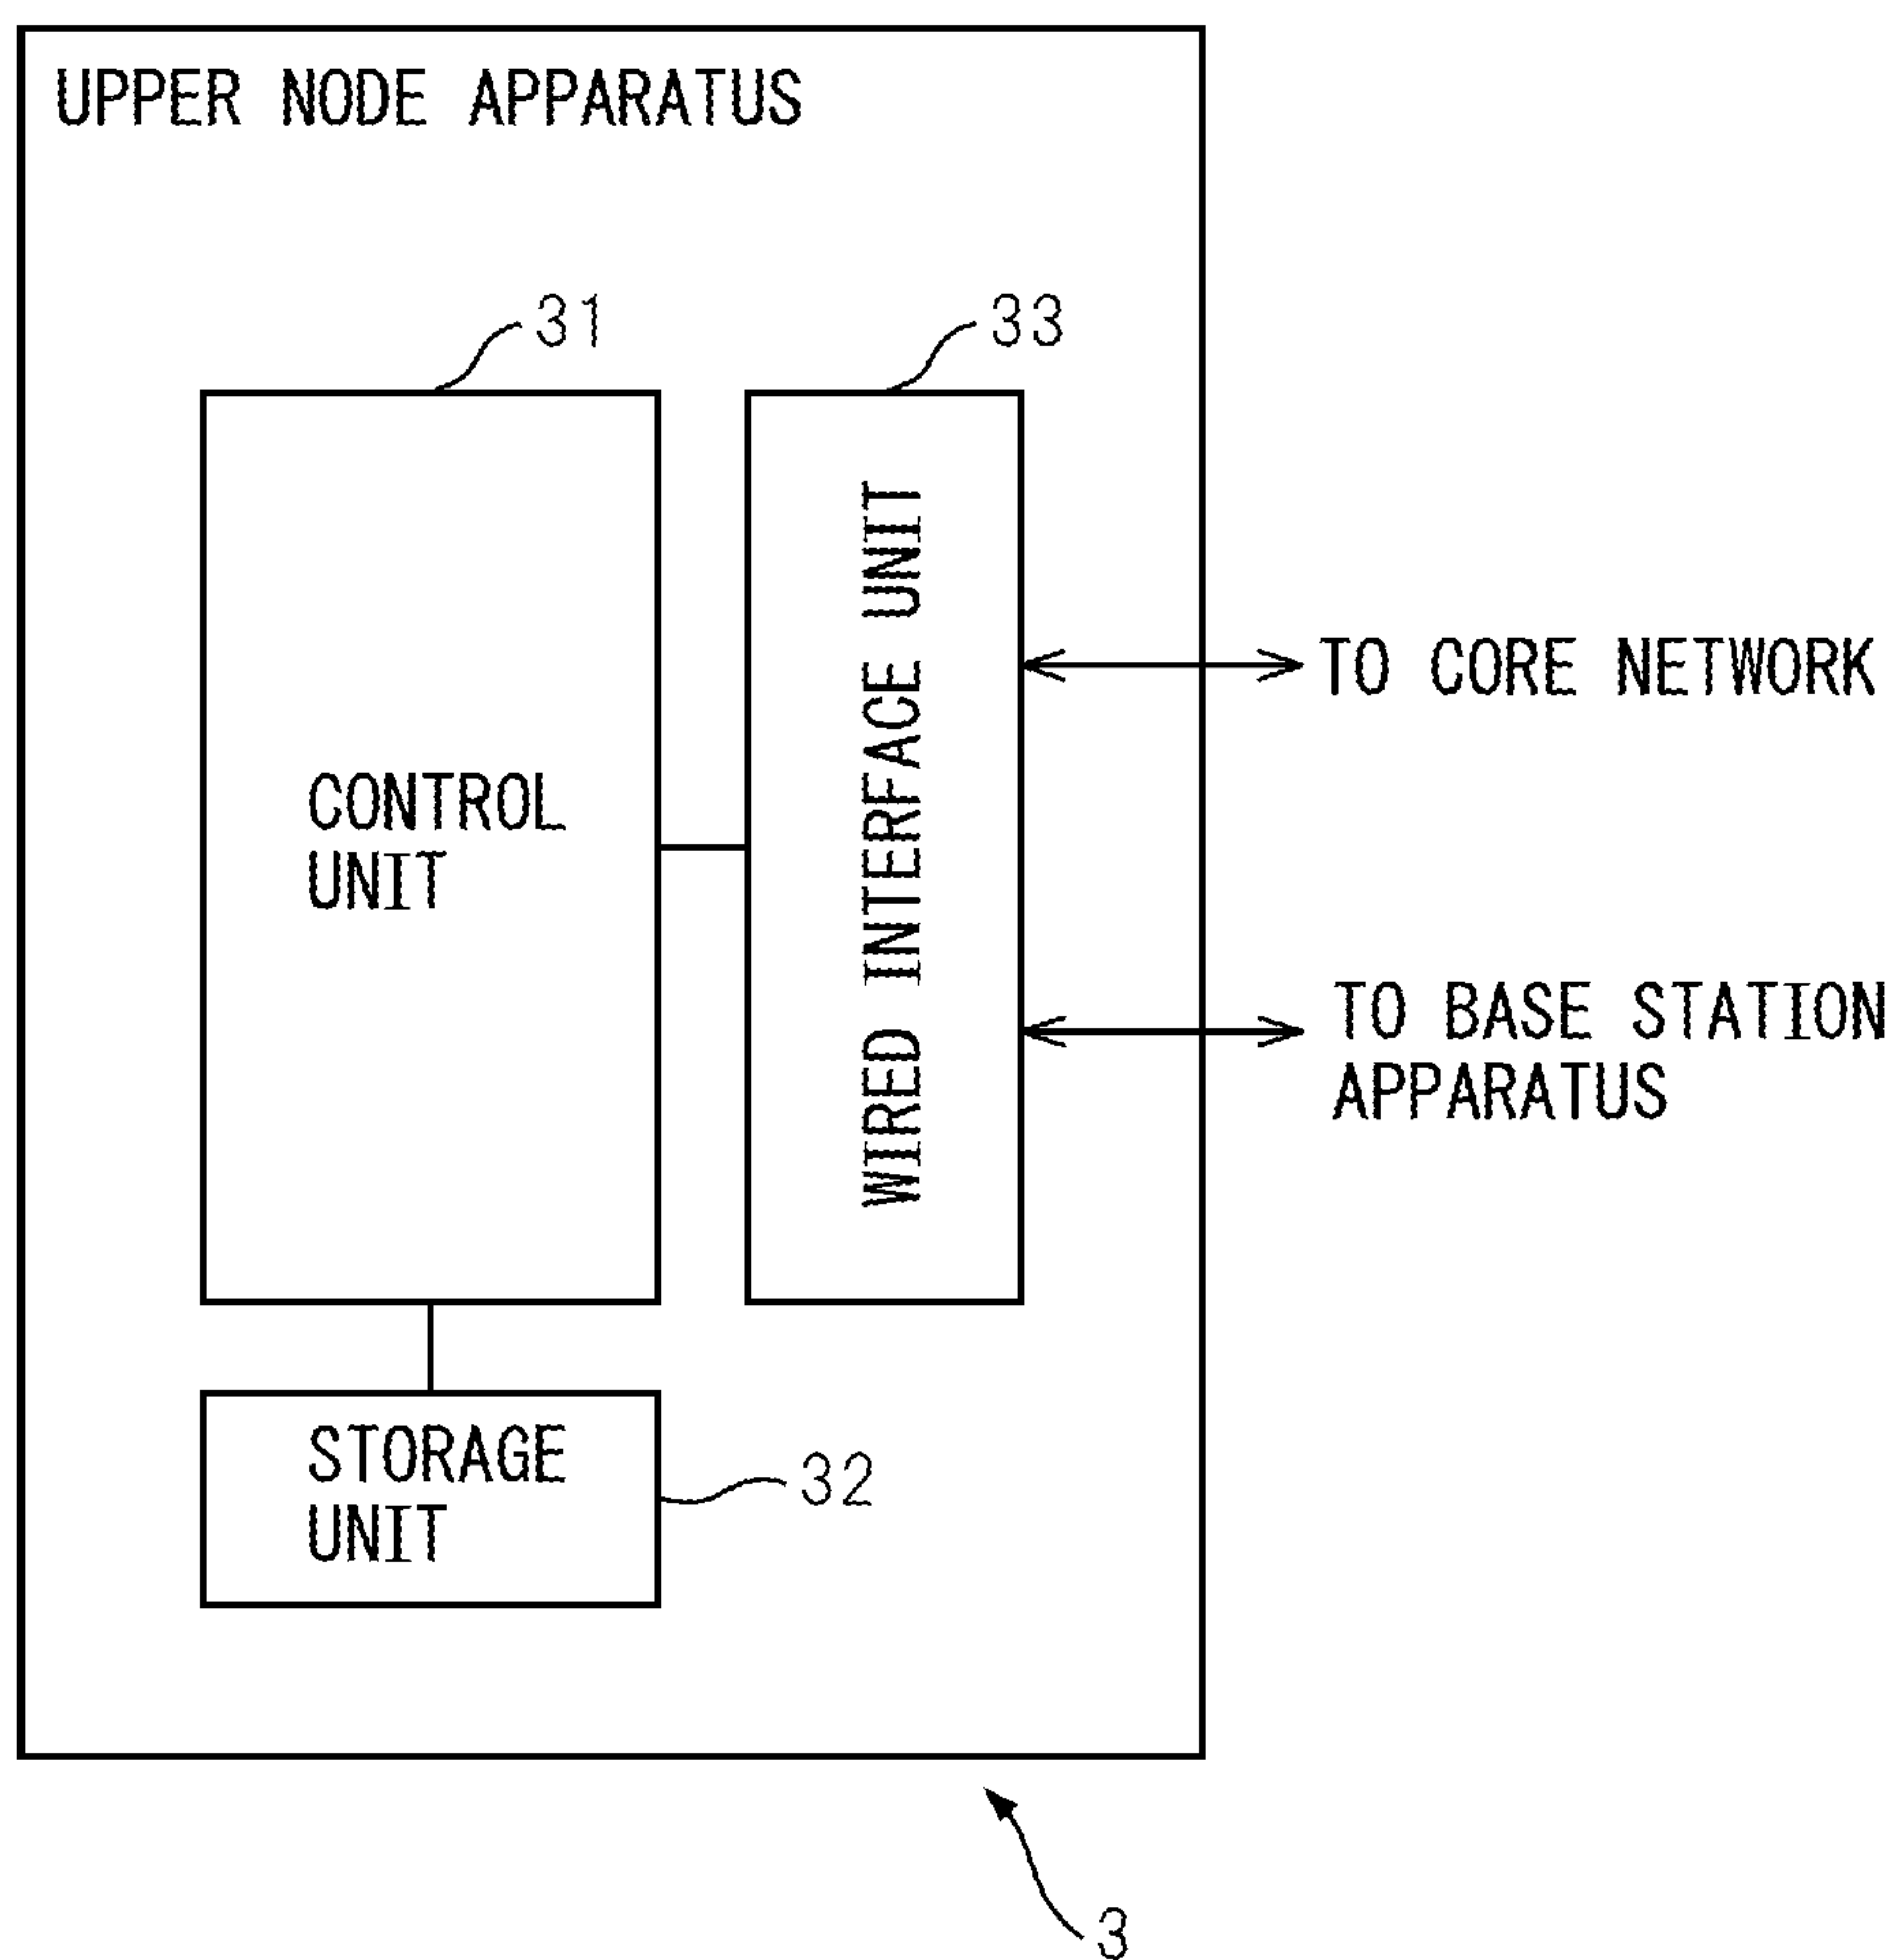 UPPER NODE APPARATUS
31
33
CONTROL
UNIT
WIRED INTERFACE UNIT
TO CORE NETWORK
TO BASE STATION
APPARATUS
STORAGE
UNIT
32
3